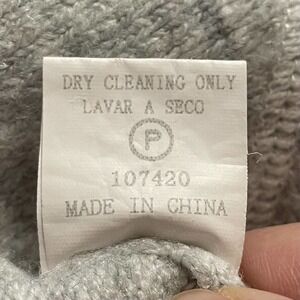 DRY CLEANING ONLY
LAVAR A SECO
P
107420
MADE IN CHINA